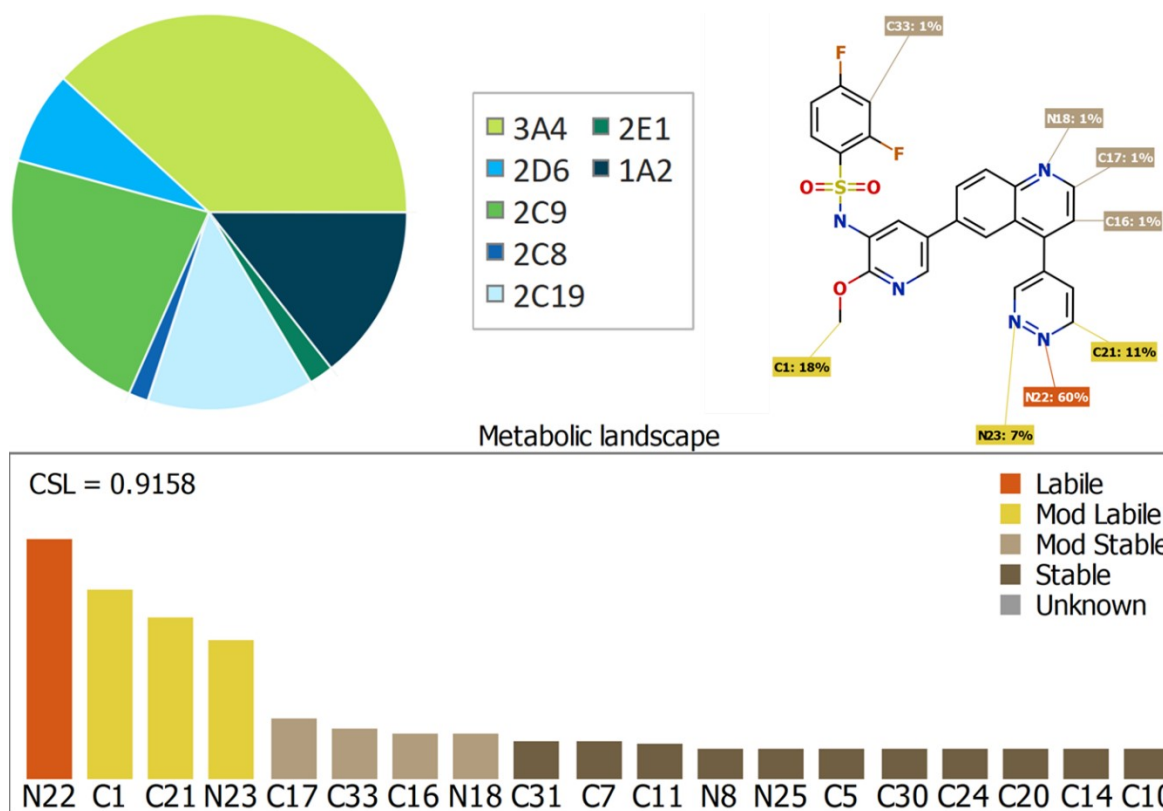 C33: 1%
F
F
O S O
N
O
N
N
N N
N18: 1%
C17: 1%
C16: 1%
C1: 18%
C21: 11%
N22: 60%
N23: 7%
3A4
2E1
2D6
1A2
2C9
2C8
2C19
Metabolic landscape
CSL = 0.9158
Labile
Mod Labile
Mod Stable
Stable
Unknown
N22 C1 C21 N23 C17 C33 C16 N18 C31 C7 C11 N8 N25 C5 C30 C24 C20 C14 C10